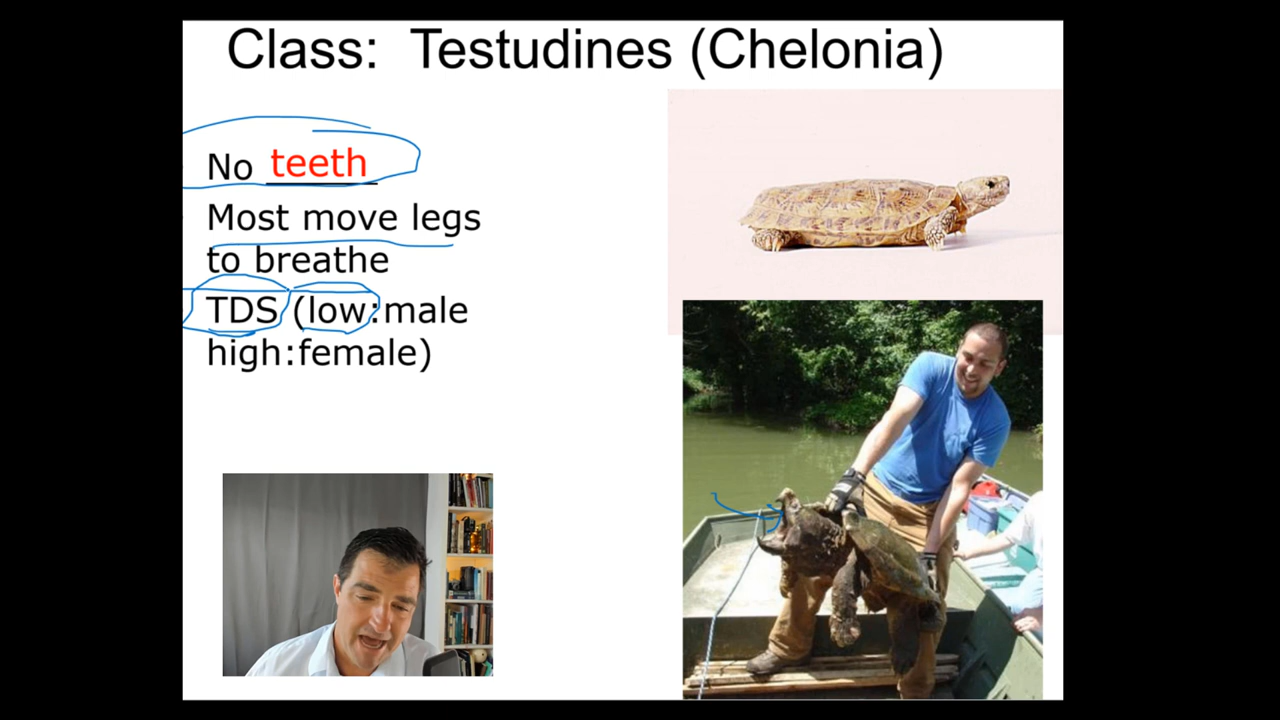 Class: Testudines (Chelonia)
No teeth
Most move legs
to breathe
TDS (low:male
high:female)